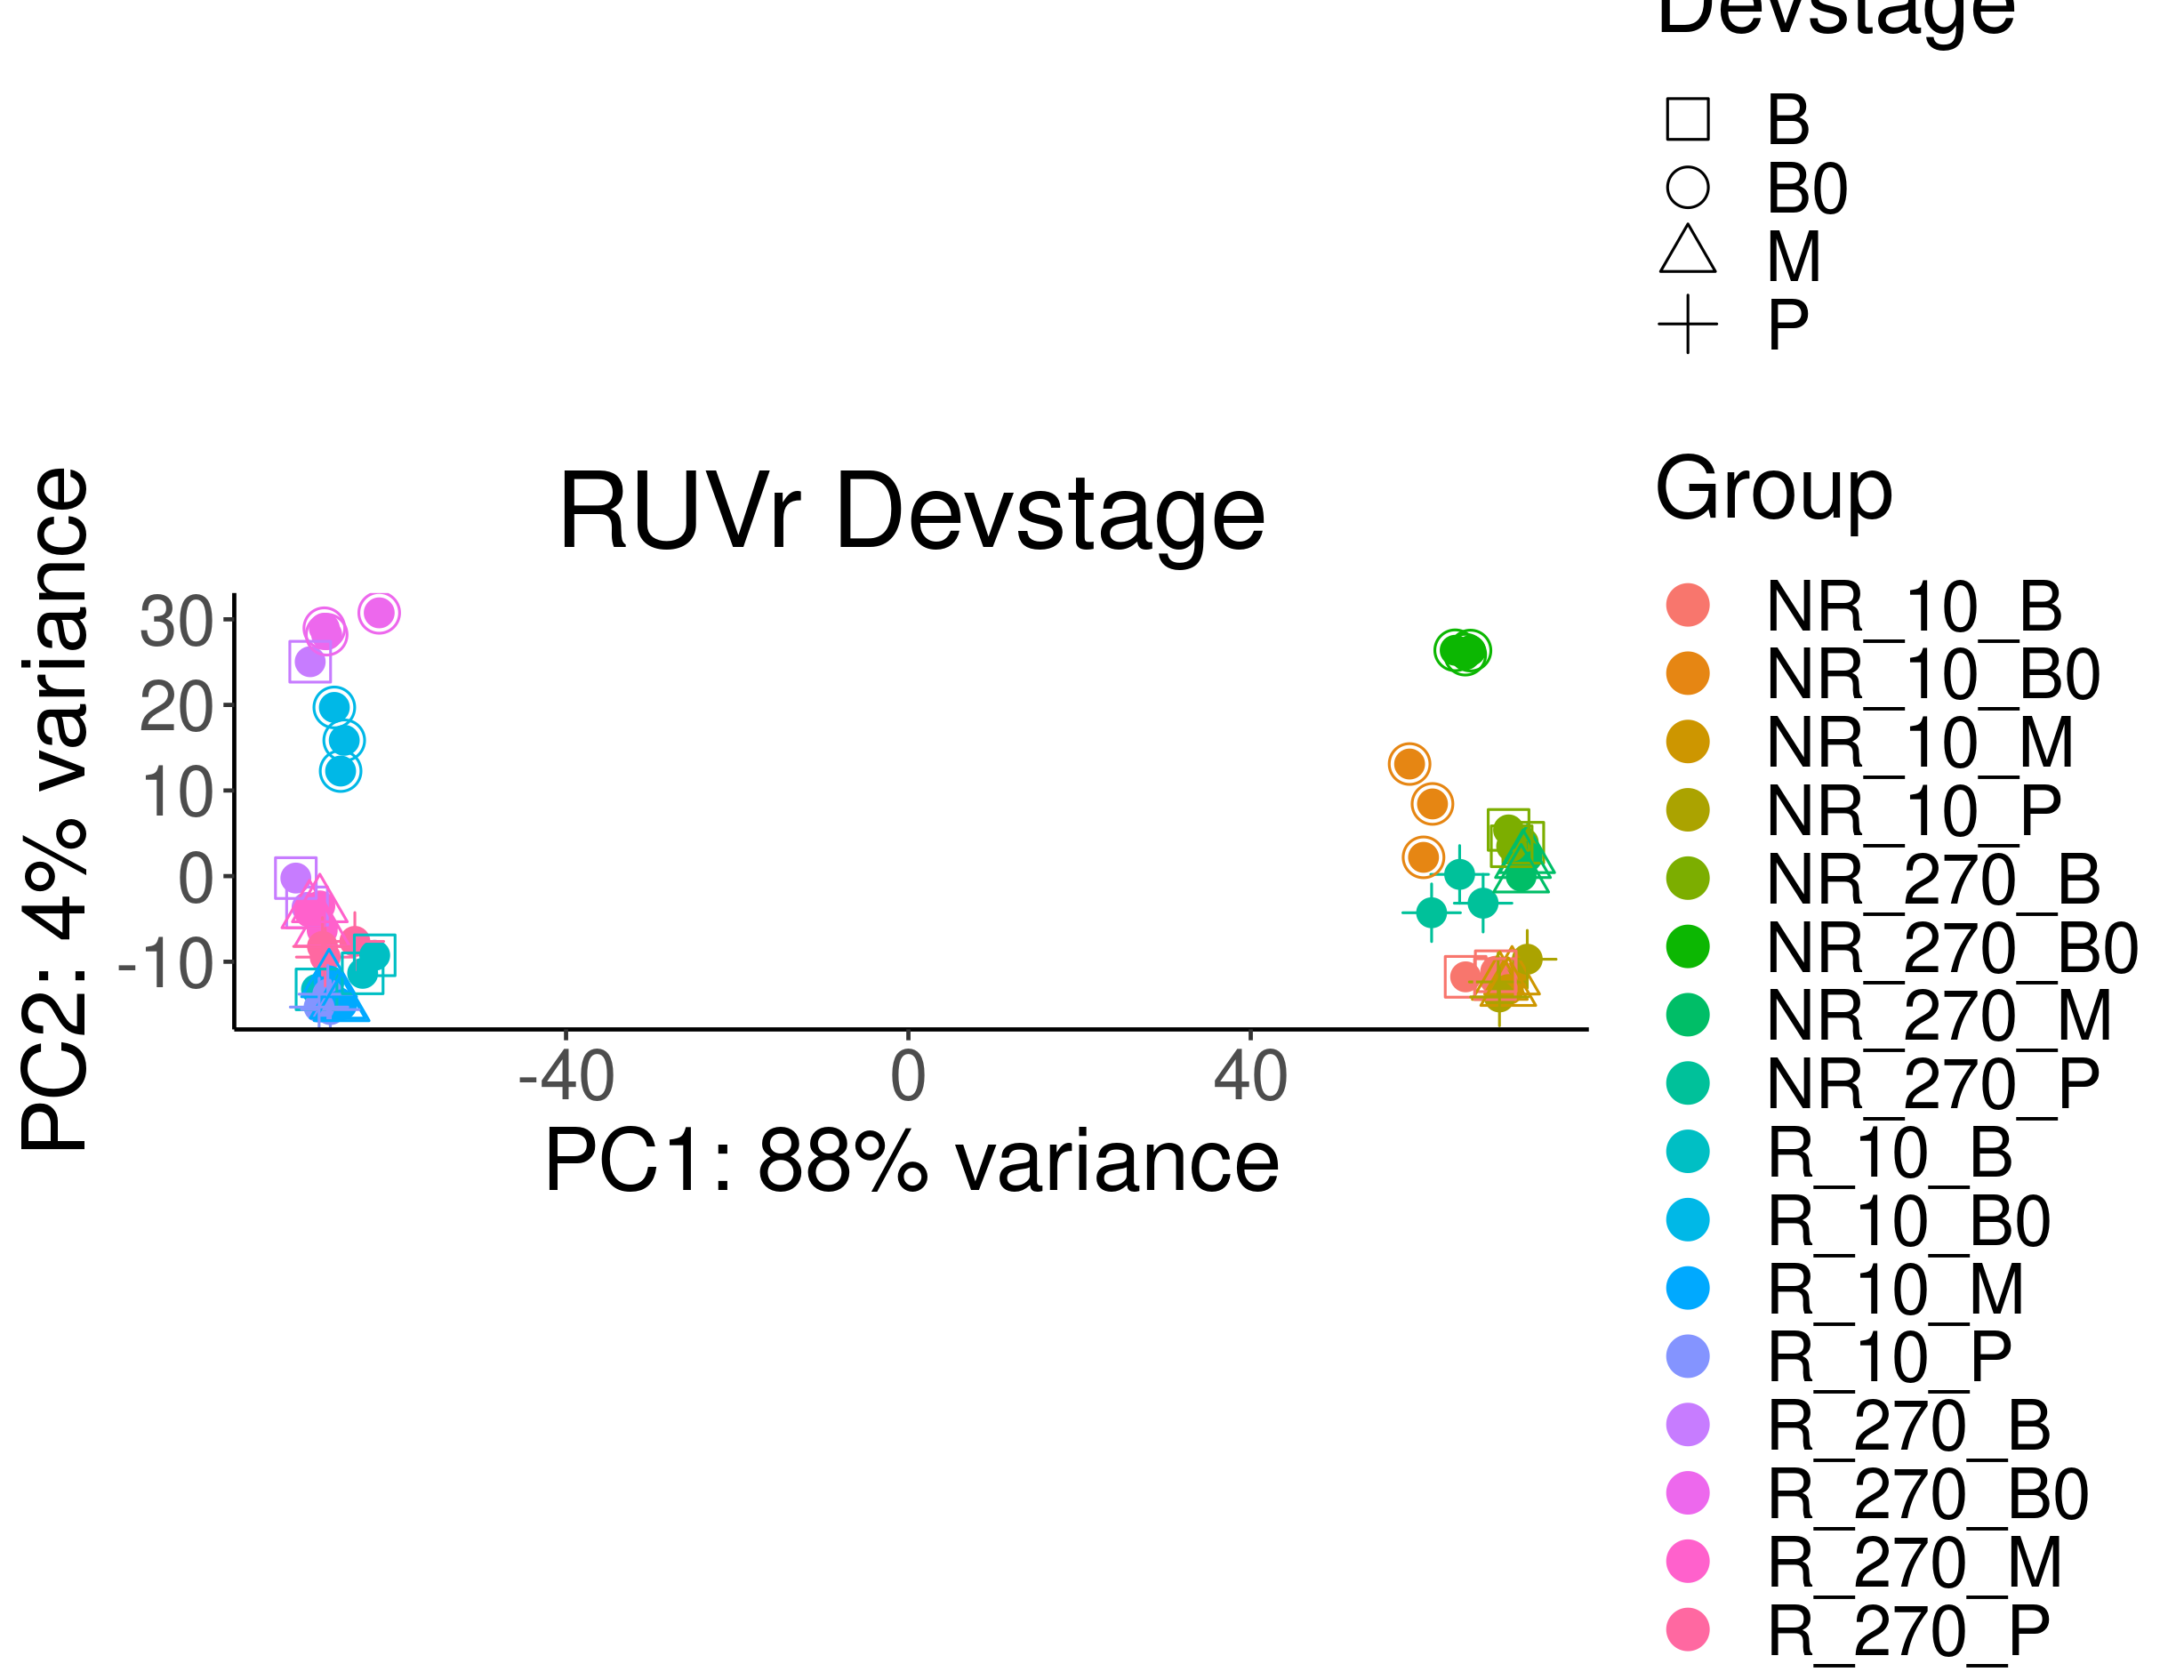 Devstage
B
B0
M
P
Group
NR_10_B
NR_10_B0
NR_10_M
NR_10_P
NR_270_B
NR_270_B0
NR_270_M
NR_270_P
R_10_B
R_10_B0
R_10_M
R_10_P
R_270_B
R_270_B0
R_270_M
R_270_P
RUVr Devstage
PC2: 4% variance
30
20
10
0
-10
-40
0
40
PC1: 88% variance